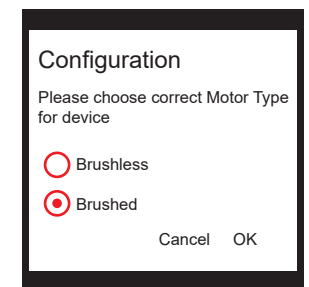 Configuration
Please choose correct Motor Type
for device
Brushless
Brushed
Cancel OK